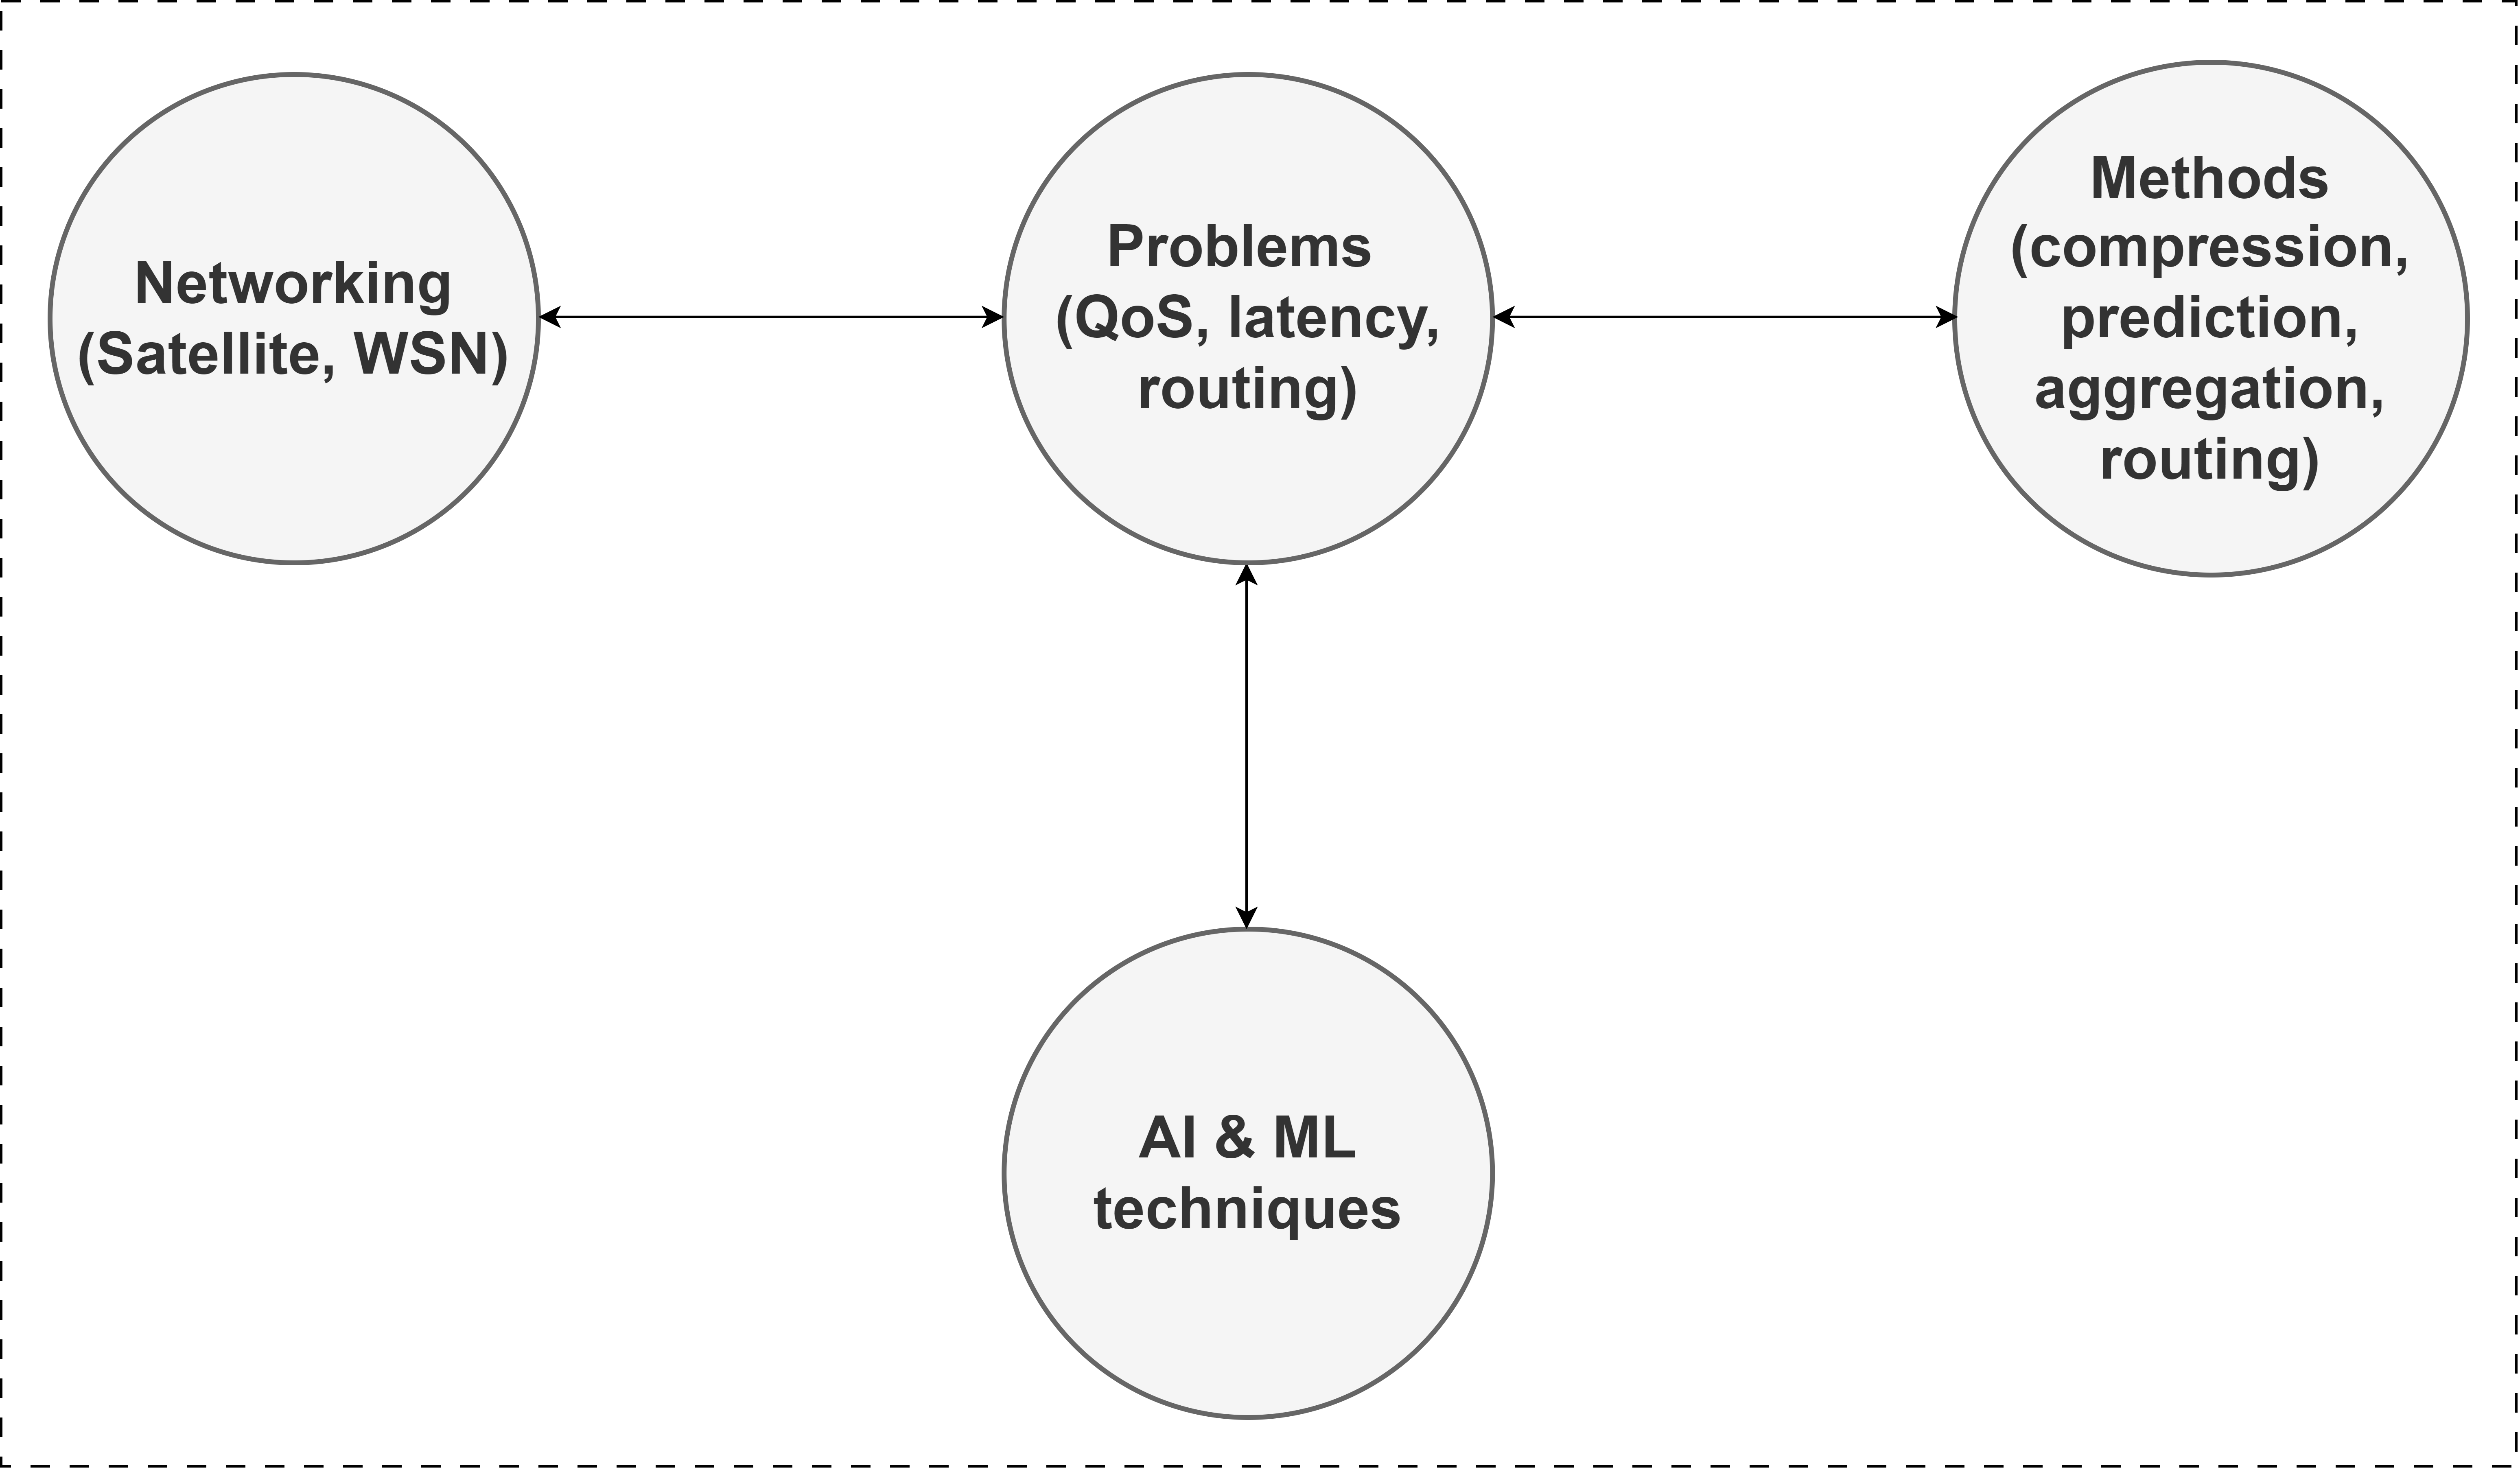 Networking
(Satellite, WSN)
Problems
(QoS, latency,
routing)
Methods
(compression,
prediction,
aggregation,
routing)
AI & ML
techniques